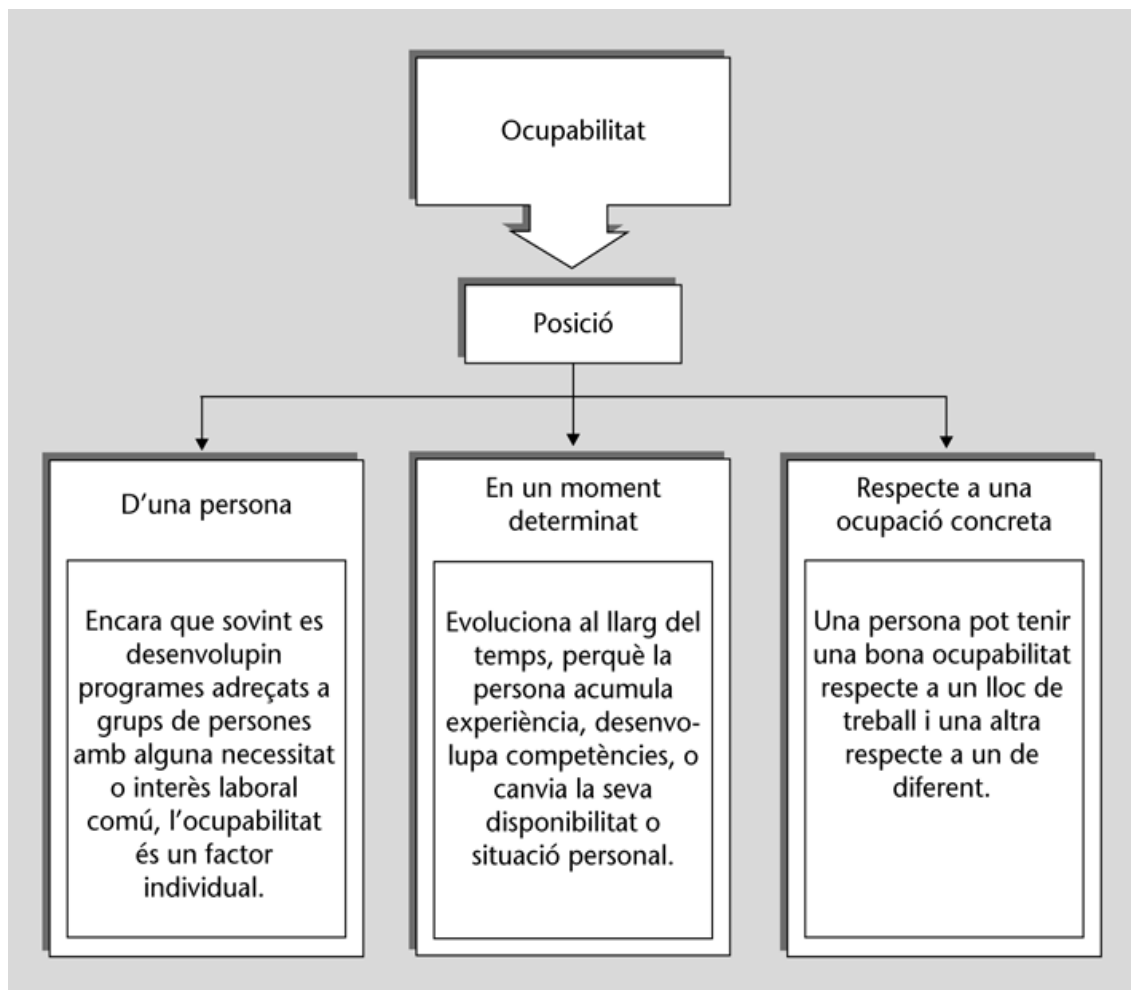 Ocupabilitat
Posició
D'una persona
Encara que sovint es
desenvolupin
programes adreçats a
grups de persones
amb alguna necessitat
o interès laboral
comú, l'ocupabilitat
és un factor
individual.
En un moment
determinat
Evoluciona al llarg del
temps, perquè la
persona acumula
experiència, desenvo-
lupa competències, o
canvia la seva
disponibilitat o
situació personal.
Respecte a una
ocupació concreta
Una persona pot tenir
una bona ocupabilitat
respecte a un lloc de
treball i una altra
respecte a un de
diferent.